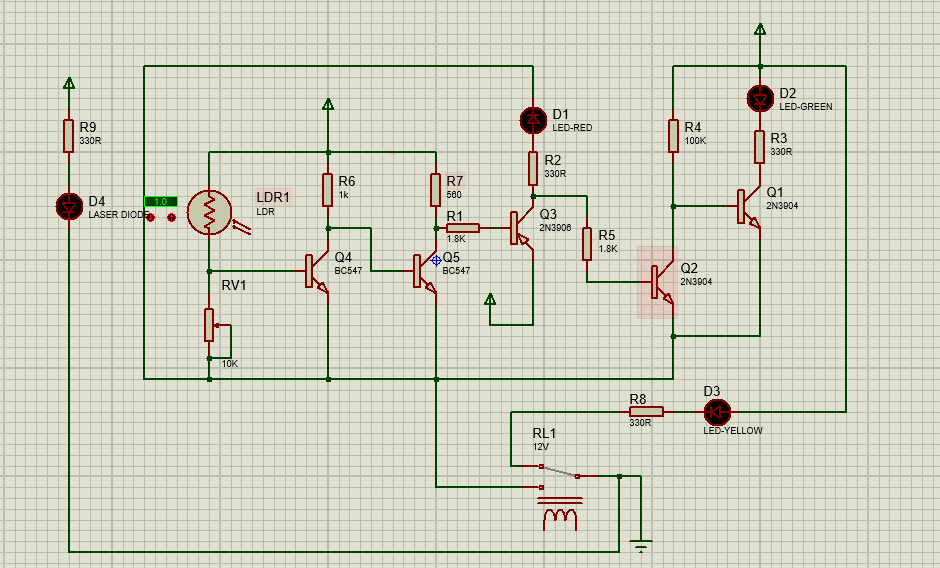 R9
330R
D4
LASER DIODE
1.0
LDR1
LDR
RV1
10K
R6
1k
Q4
BC547
R7
560
R1
1.8K
Q5
BC547
D1
LED-RED
R2
330R
Q3
2N3906
R5
1.8K
R4
100K
Q2
2N3904
D2
LED-GREEN
R3
330R
Q1
2N3904
D3
LED-YELLOW
R8
330R
RL1
12V